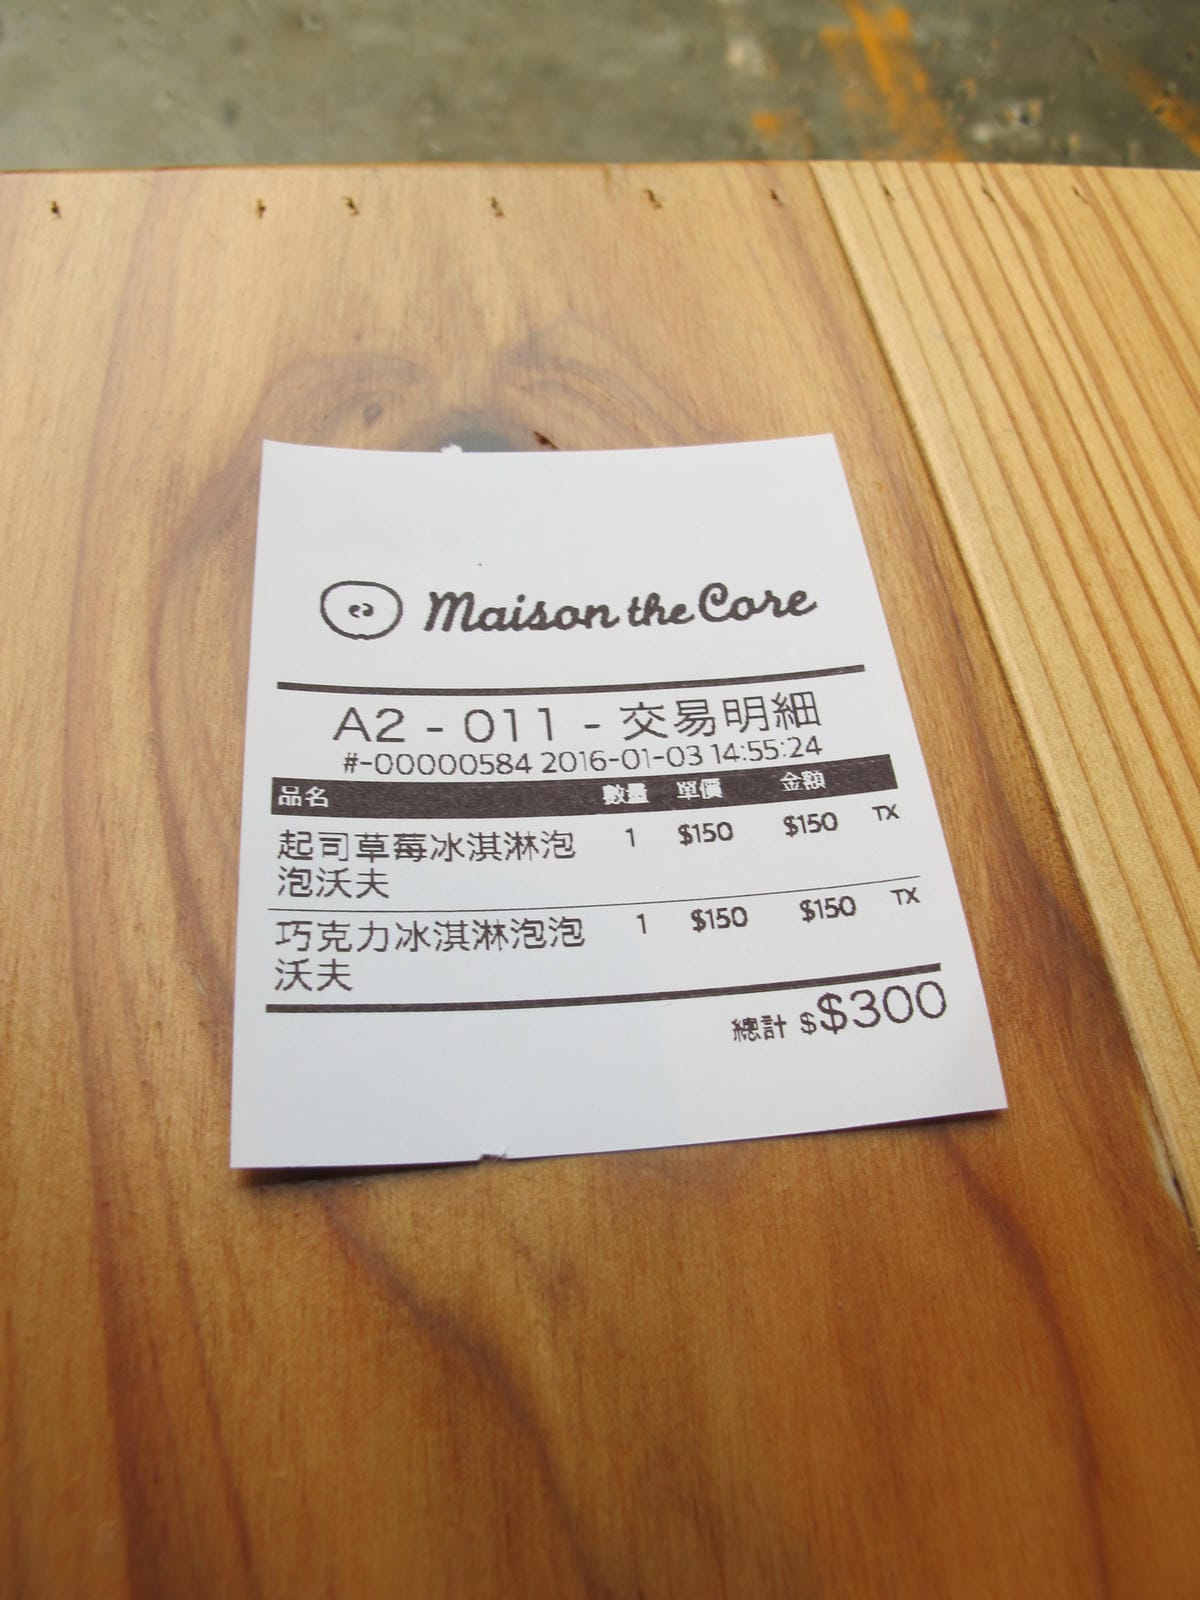 Maison the Core
A2 - 011 - 交易明細
#-00000584 2016-01-03 14:55:24
品名 數量 單價 金額
起司草莓冰淇淋泡 1 $150 $150 TX
泡沃夫
巧克力冰淇淋泡泡 1 $150 $150 TX
沃夫
總計 $$300